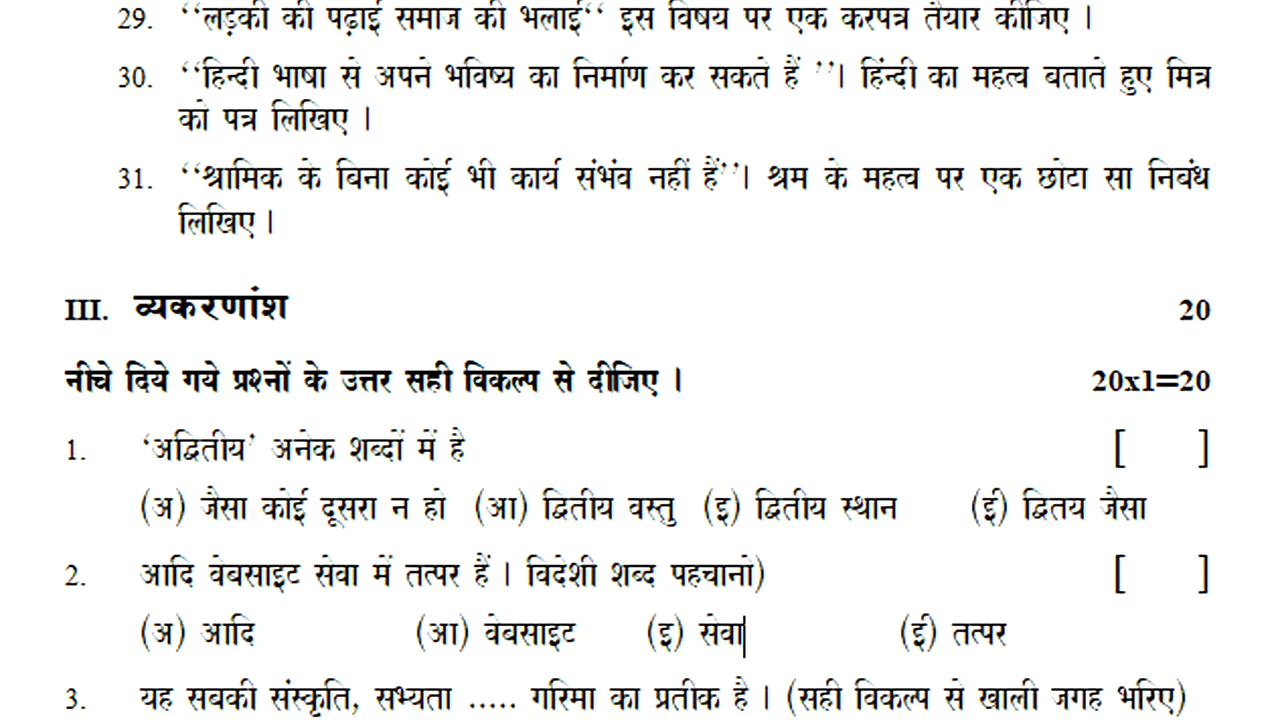 29. ‘‘लड़की की पढ़ाई समाज की भलाई‘‘ इस विषय पर एक करपत्र तैयार कीजिए ।
30. ‘‘हिन्दी भाषा से अपने भविष्य का निर्माण कर सकते हैं ’’। हिंन्दी का महत्व बताते हुए मित्र
को पत्र लिखिए ।
31. ‘‘श्रामिक के बिना कोई भी कार्य संभंव नहीं हैं’’। श्रम के महत्व पर एक छोटा सा निबंध
लिखिए ।
III. व्यकरणांश 20
नीचे दिये गये प्रश्नों के उत्तर सही विकल्प से दीजिए । 20x1=20
1. ‘अद्वितीय’ अनेक शब्दों में है [ ]
(अ) जैसा कोई दूसरा न हो (आ) द्वितीय वस्तु (इ) द्वितीय स्थान (ई) द्वितय जैसा
2. आदि वेबसाइट सेवा में तत्पर हैं । विदेशी शब्द पहचानो) [ ]
(अ) आदि (आ) वेबसाइट (इ) सेवा (ई) तत्पर
3. यह सबकी संस्कृति, सभ्यता ..... गरिमा का प्रतीक है । (सही विकल्प से खाली जगह भरिए)